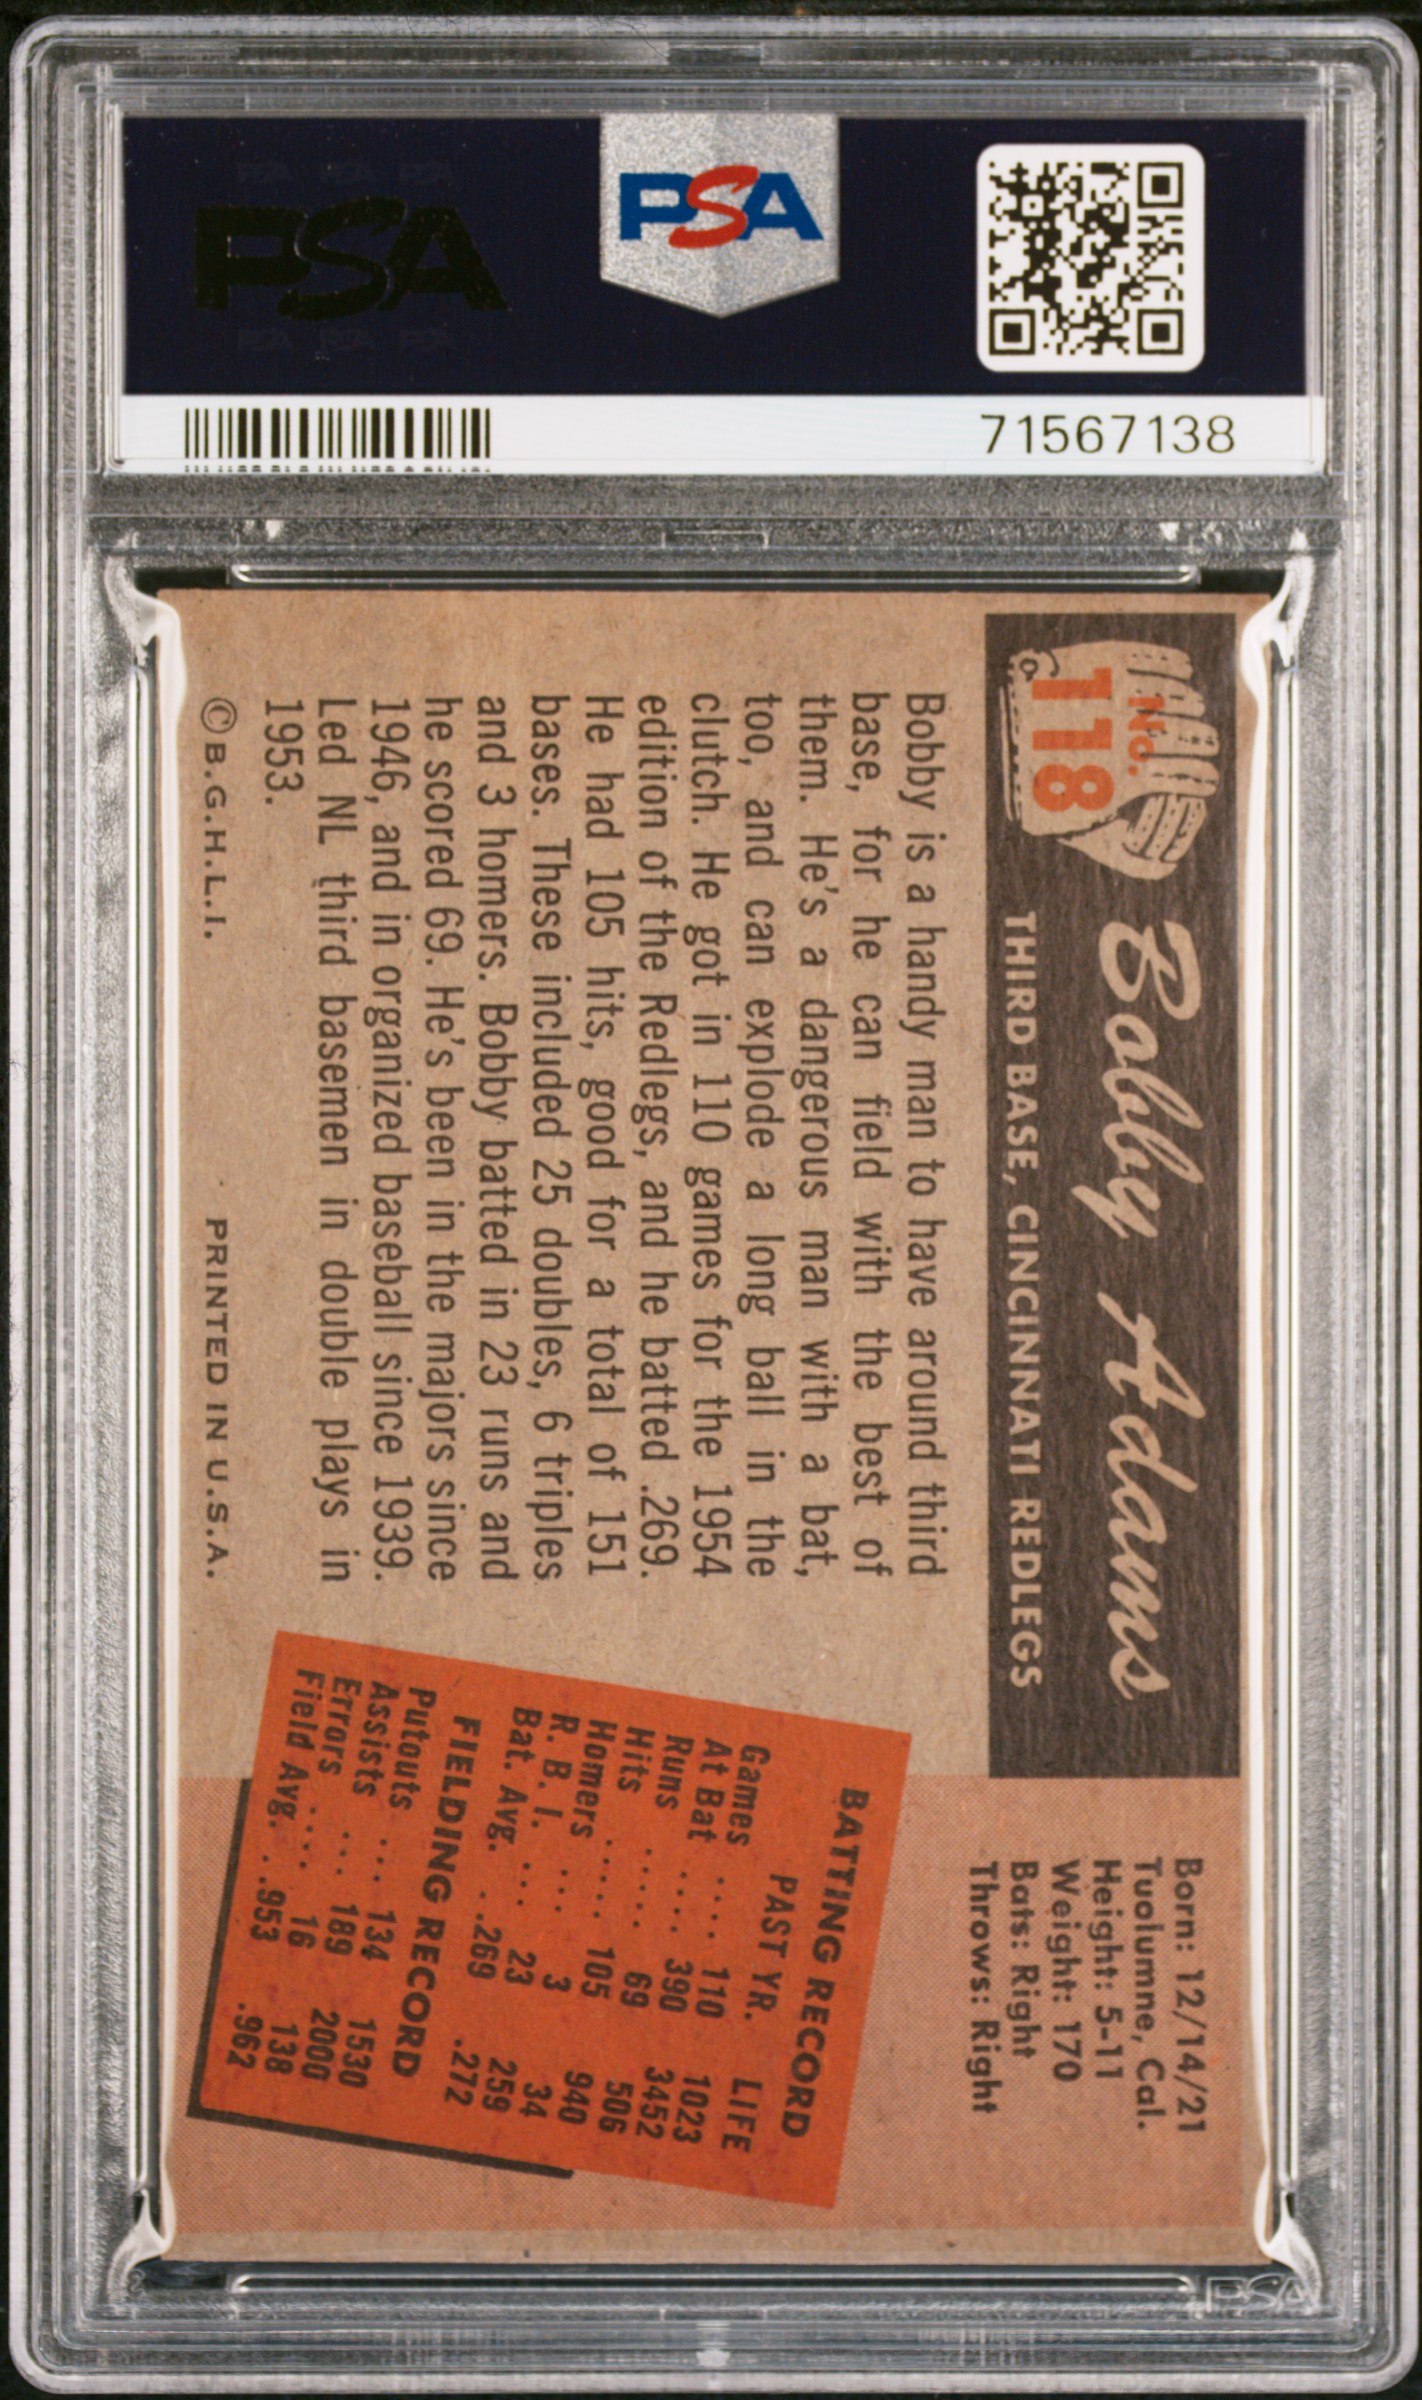 PSA PSA PSA
PSA
PSA PSA PSA
PSA
71567138
No.
118
Bobby Adams
THIRD BASE, CINCINNATI REDLEGS
Born: 12/14/21
Tuolumne, Cal.
Height: 5-11
Weight: 170
Bats: Right
Throws: Right
Bobby is a handy man to have around third
base, for he can field with the best of
them. He's a dangerous man with a bat,
too, and can explode a long ball in the
clutch. He got in 110 games for the 1954
edition of the Redlegs, and he batted .269.
He had 105 hits, good for a total of 151
bases. These included 25 doubles, 6 triples
and 3 homers. Bobby batted in 23 runs and
he scored 69. He's been in the majors since
1946, and in organized baseball since 1939.
Led NL third basemen in double plays in
1953.
© B.G.H.L.I. PRINTED IN U.S.A.
BATTING RECORD
PAST YR. LIFE
Games .... 110 1023
At Bat .... 390 3452
Runs ..... 69 506
Hits ..... 105 940
Homers ... 3 34
R. B. I. ... 23 259
Bat. Avg. . .269 .272
FIELDING RECORD
Putouts ... 134 1530
Assists ... 189 2000
Errors .... 16 138
Field Avg. . .953 .962
PSA